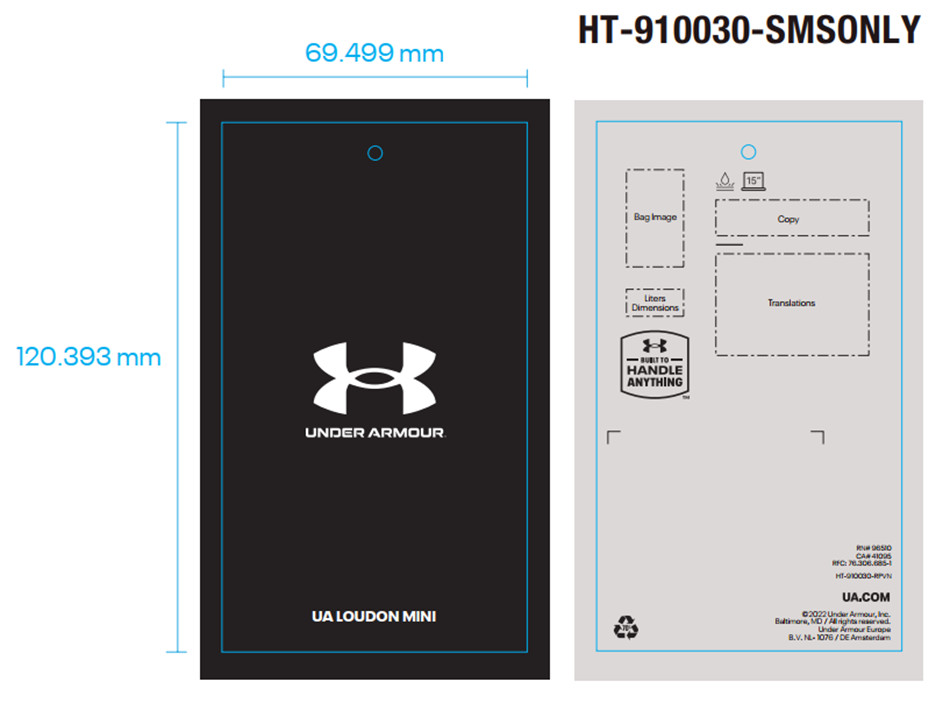 HT-910030-SMSONLY
69.499 mm
120.393 mm
UNDER ARMOUR
UA LOUDON MINI
15"
Bag Image
Copy
Liters
Dimensions
Translations
BUILT TO
HANDLE
ANYTHING
™
RN# 96510
CA# 41095
RFC: 76.306.685-1
HT-910030-RPVN
UA.COM
©2022 Under Armour, Inc.
Baltimore, MD / All rights reserved.
Under Armour Europe
B.V. NL- 1076 / DE Amsterdam